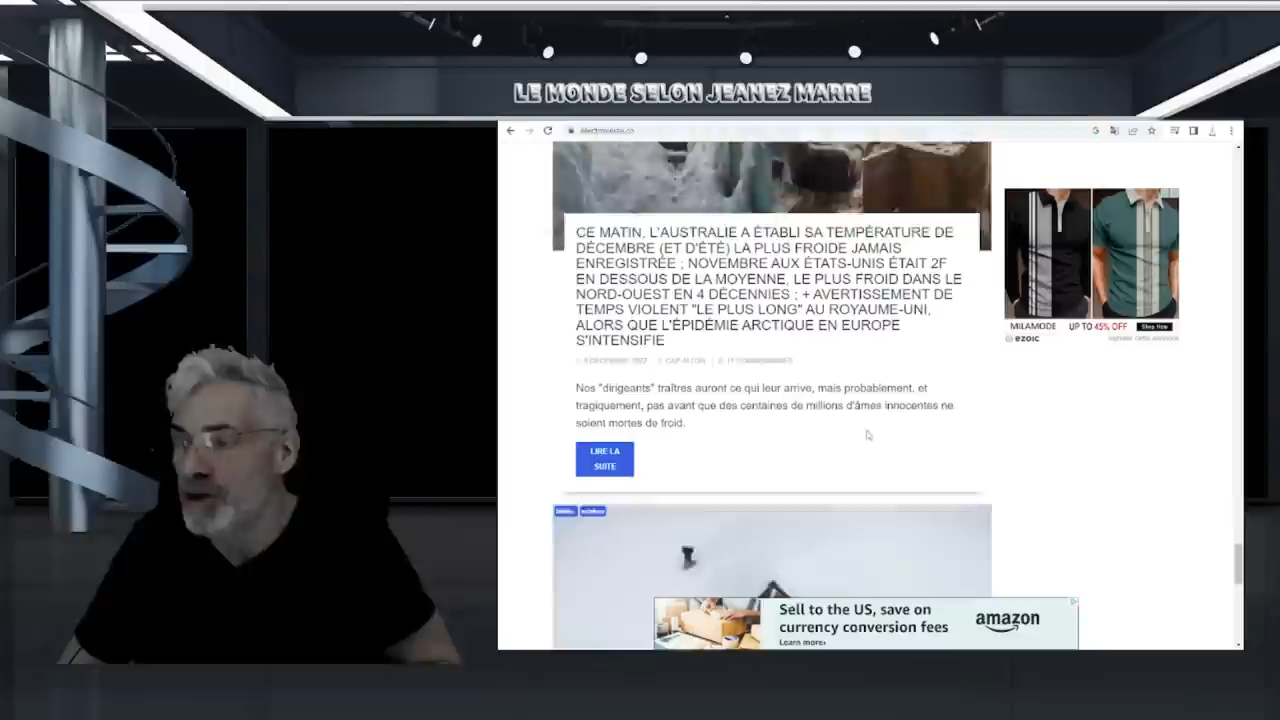 LE MONDE SELON JEANEZ MARRE
CE MATIN, L'AUSTRALIE A ÉTABLI SA TEMPÉRATURE DE
DÉCEMBRE (ET D'ÉTÉ) LA PLUS FROIDE JAMAIS
ENREGISTRÉE ; NOVEMBRE AUX ÉTATS-UNIS ÉTAIT 2F
EN DESSOUS DE LA MOYENNE, LE PLUS FROID DANS LE
NORD-OUEST EN 4 DÉCENNIES ; + AVERTISSEMENT DE
TEMPS VIOLENT "LE PLUS LONG" AU ROYAUME-UNI,
ALORS QUE L'ÉPIDÉMIE ARCTIQUE EN EUROPE
S'INTENSIFIE
Nos "dirigeants" traîtres auront ce qui leur arrive, mais probablement, et
tragiquement, pas avant que des centaines de millions d'âmes innocentes ne
soient mortes de froid.
LIRE LA
SUITE
MILAMODE UP TO 45% OFF Shop Now
ezoic
Sell to the US, save on
currency conversion fees
Learn more›
amazon